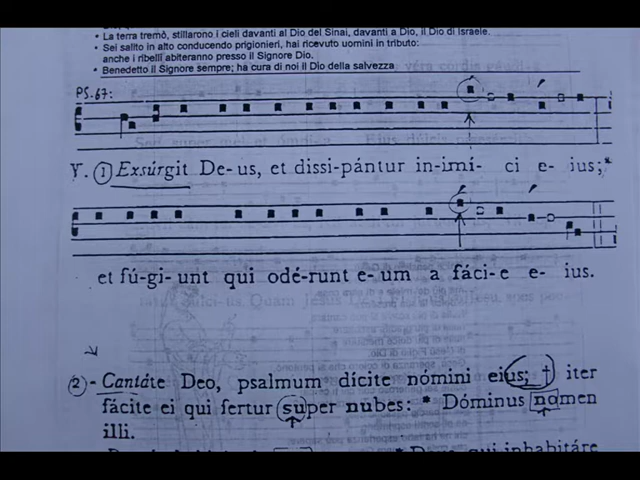 • La terra tremò, stillarono i cieli davanti al Dio del Sinai, davanti a Dio, il Dio di Israele.
• Sei salito in alto conducendo prigionieri, hai ricevuto uomini in tributo:
anche i ribelli abiteranno presso il Signore Dio.
• Benedetto il Signore sempre; ha cura di noi il Dio della salvezza
PS. 67:
V. 1 Exsúrgit De-us, et dissi-pántur in-imí- ci e- ius;*
et fú-gi-unt qui odé-runt e-um a fáci-e e- ius.
2 - Cantáte Deo, psalmum dícite nómini eius; † iter
fácite ei qui fertur super nubes: * Dóminus nomen
illi.